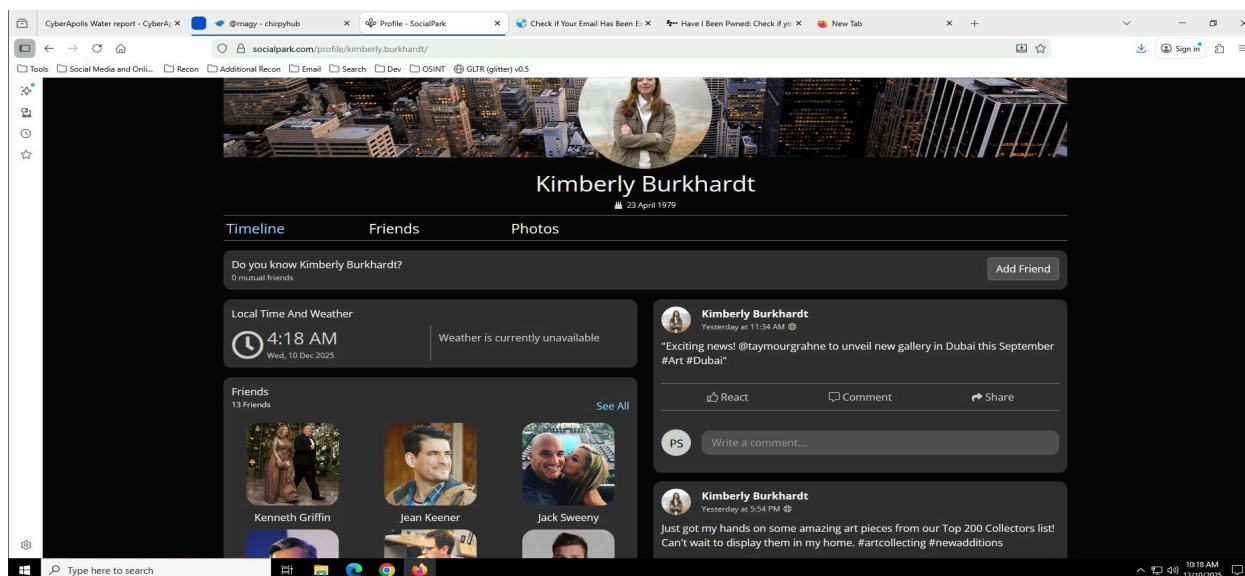 CyberApolis Water report - CyberAp
@rnagy - chirpyhub
Profile - SocialPark
Check if Your Email Has Been Ex
Have I Been Pwned: Check if yo
New Tab
socialpark.com/profile/kimberly.burkhardt/
Sign in
Tools
Social Media and Onli...
Recon
Additional Recon
Email
Search
Dev
OSINT
GLTR (glitter) v0.5
Kimberly Burkhardt
23 April 1979
Timeline
Friends
Photos
Do you know Kimberly Burkhardt?
0 mutual friends
Add Friend
Local Time And Weather
4:18 AM
Wed, 10 Dec 2025
Weather is currently unavailable
Friends
13 Friends
See All
Kenneth Griffin
Jean Keener
Jack Sweeny
Kimberly Burkhardt
Yesterday at 11:34 AM
"Exciting news! @taymourgrahne to unveil new gallery in Dubai this September
#Art #Dubai"
React
Comment
Share
PS
Write a comment...
Kimberly Burkhardt
Yesterday at 5:54 PM
Just got my hands on some amazing art pieces from our Top 200 Collectors list!
Can't wait to display them in my home. #artcollecting #newadditions
Type here to search
10:18 AM
12/10/2025